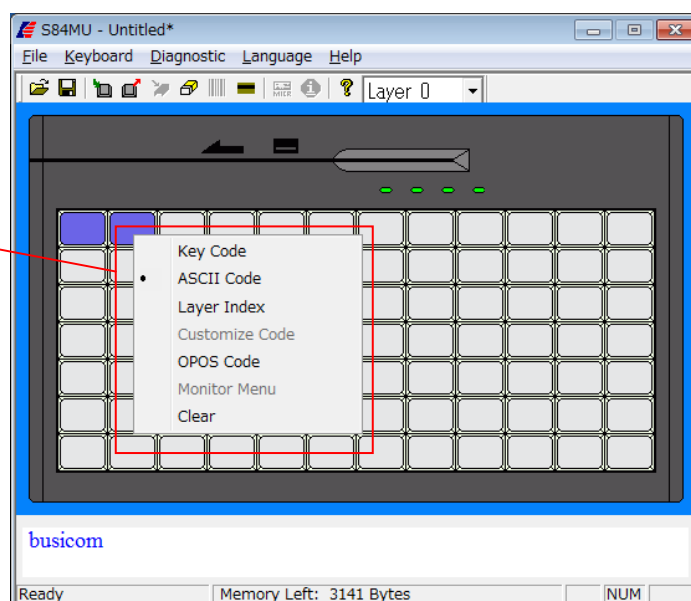 S84MU - Untitled*
File Keyboard Diagnostic Language Help
MICR Layer 0
Key Code
ASCII Code
Layer Index
Customize Code
OPOS Code
Monitor Menu
Clear
busicom
Ready Memory Left: 3141 Bytes NUM